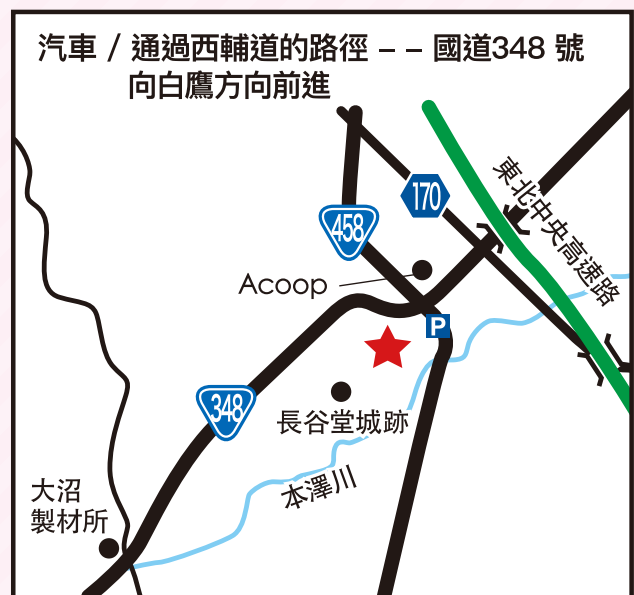 汽車 / 通過西輔道的路徑 – – 國道348 號
向白鷹方向前進
東北中央高速路
170
458
Acoop
P
348
長谷堂城跡
本澤川
大沼
製材所